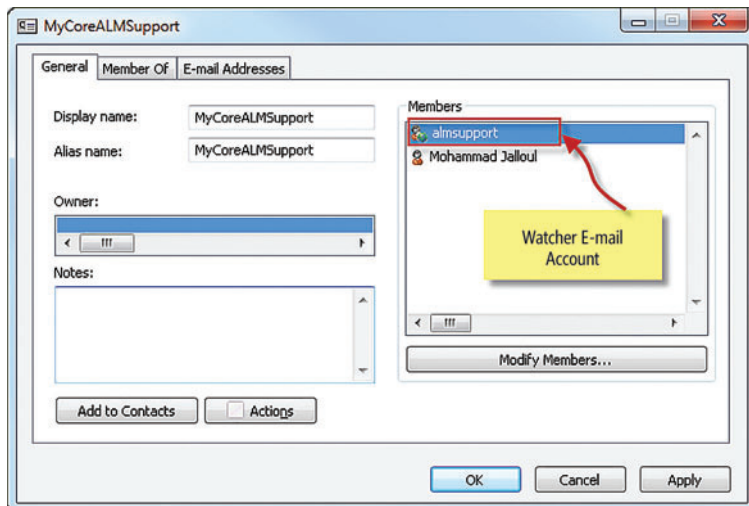 MyCoreALMSupport
General Member Of E-mail Addresses
Display name: MyCoreALMSupport
Alias name: MyCoreALMSupport
Owner:
Notes:
Add to Contacts Actions
Members
almsupport
Mohammad Jalloul
Watcher E-mail
Account
Modify Members...
OK Cancel Apply